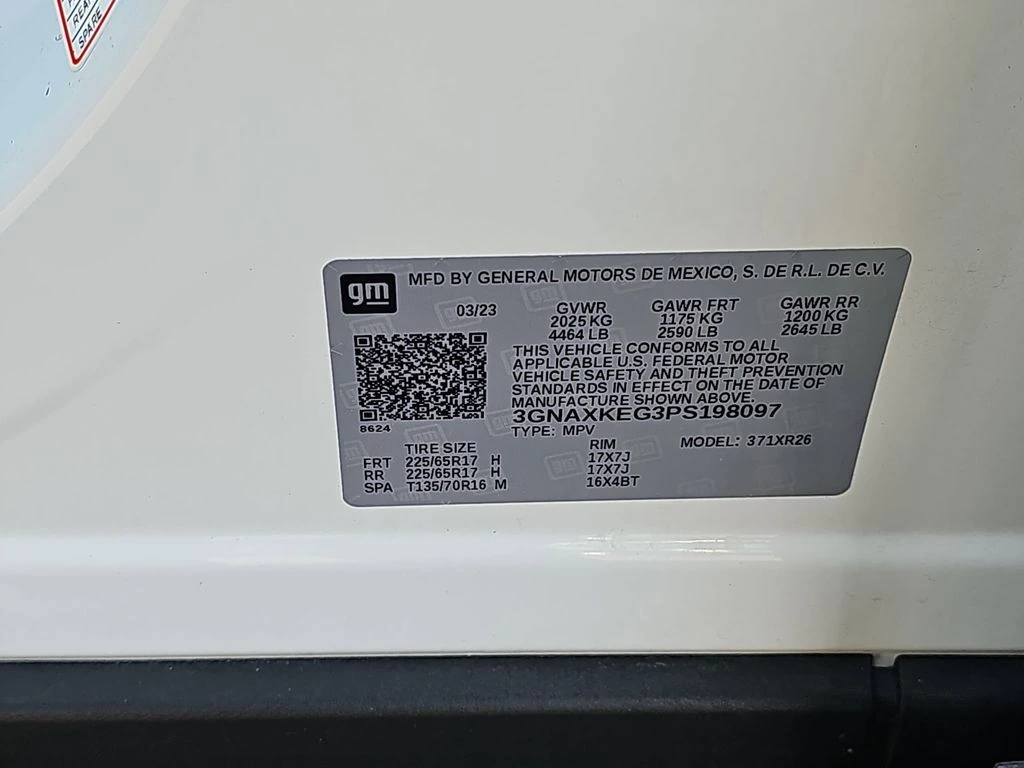 REAR
SPARE
gm
MFD BY GENERAL MOTORS DE MEXICO, S. DE R.L. DE C.V.
03/23
GVWR
2025 KG
4464 LB
GAWR FRT
1175 KG
2590 LB
GAWR RR
1200 KG
2645 LB
THIS VEHICLE CONFORMS TO ALL
APPLICABLE U.S. FEDERAL MOTOR
VEHICLE SAFETY AND THEFT PREVENTION
STANDARDS IN EFFECT ON THE DATE OF
MANUFACTURE SHOWN ABOVE.
3GNAXKEG3PS198097
TYPE: MPV
MODEL: 371XR26
8624
TIRE SIZE RIM
FRT 225/65R17 H 17X7J
RR 225/65R17 H 17X7J
SPA T135/70R16 M 16X4BT